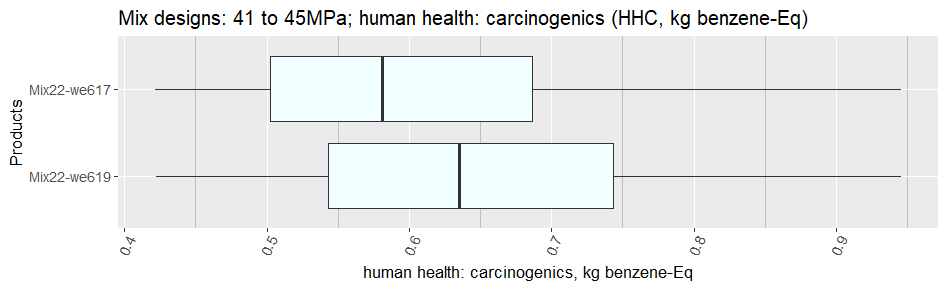 Mix designs: 41 to 45MPa; human health: carcinogenics (HHC, kg benzene-Eq)
Products
Mix22-we617
Mix22-we619
0.4 0.5 0.6 0.7 0.8 0.9
human health: carcinogenics, kg benzene-Eq